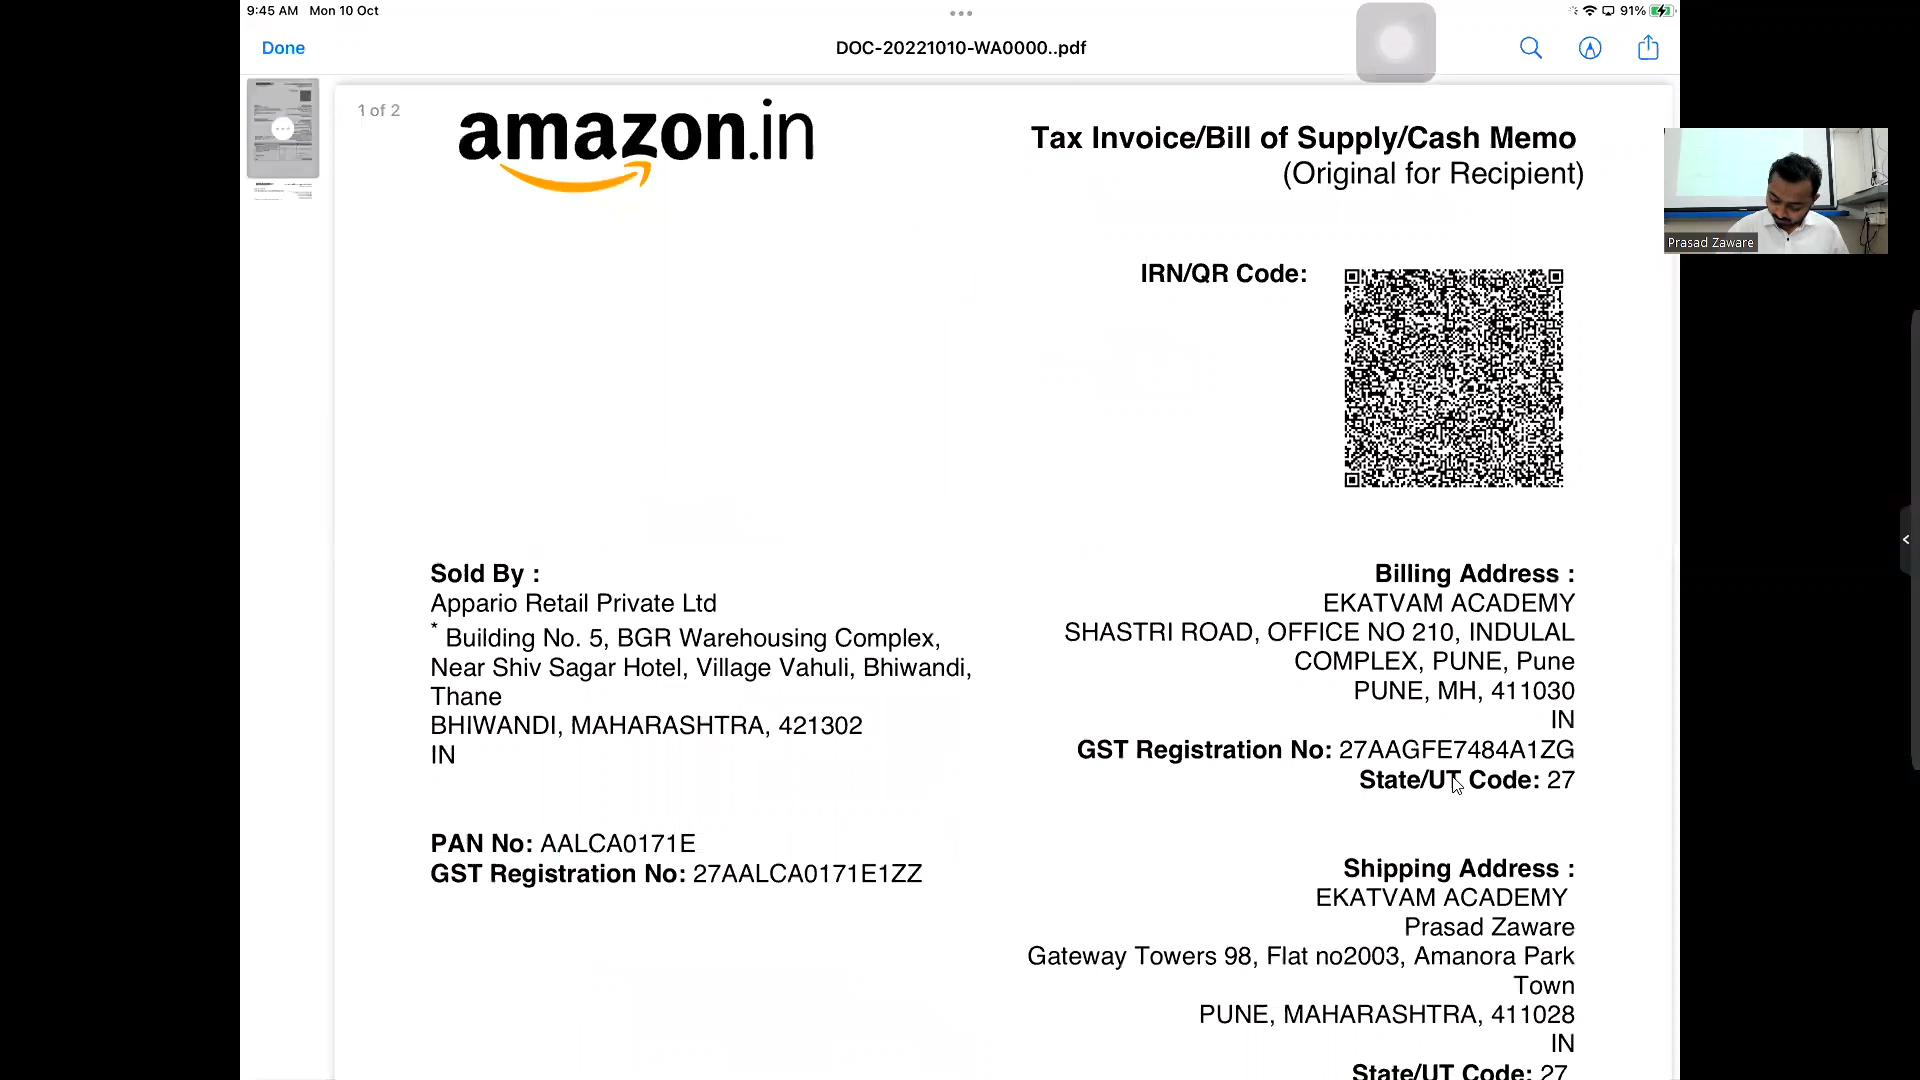 9:45 AM Mon 10 Oct
91%
Done
DOC-20221010-WA0000..pdf
1 of 2
amazon.in
Tax Invoice/Bill of Supply/Cash Memo
(Original for Recipient)
Prasad Zaware
IRN/QR Code:
Sold By :
Appario Retail Private Ltd
* Building No. 5, BGR Warehousing Complex,
Near Shiv Sagar Hotel, Village Vahuli, Bhiwandi,
Thane
BHIWANDI, MAHARASHTRA, 421302
IN
PAN No: AALCA0171E
GST Registration No: 27AALCA0171E1ZZ
Billing Address :
EKATVAM ACADEMY
SHASTRI ROAD, OFFICE NO 210, INDULAL
COMPLEX, PUNE, Pune
PUNE, MH, 411030
IN
GST Registration No: 27AAGFE7484A1ZG
State/UT Code: 27
Shipping Address :
EKATVAM ACADEMY
Prasad Zaware
Gateway Towers 98, Flat no2003, Amanora Park
Town
PUNE, MAHARASHTRA, 411028
IN
State/UT Code: 27